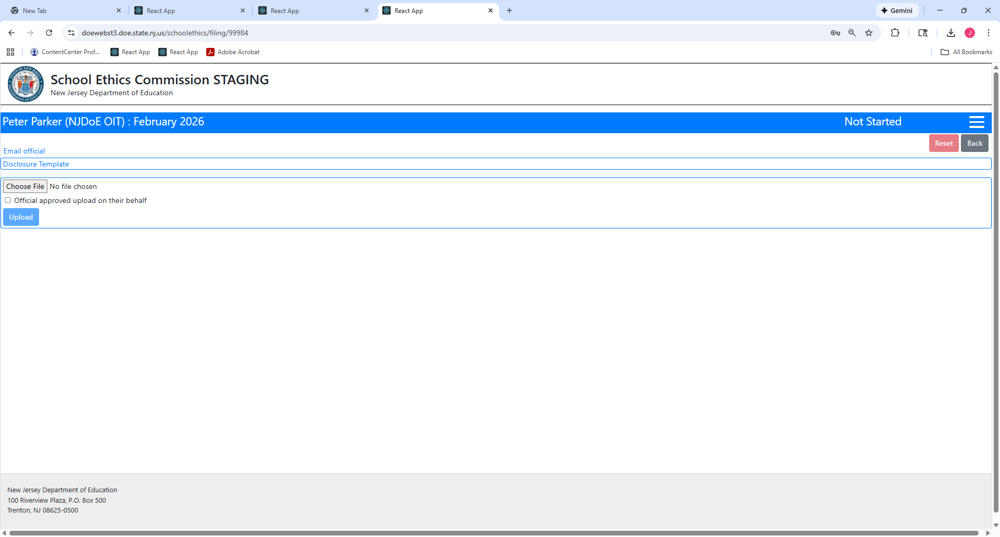 New Tab
React App
React App
React App
Gemini
doewebst3.doe.state.nj.us/schoolethics/filing/99984
J
ContentCenter Prof...
React App
React App
Adobe Acrobat
All Bookmarks
School Ethics Commission STAGING
New Jersey Department of Education
Peter Parker (NJDoE OIT) : February 2026
Not Started
Reset
Back
Email official
Disclosure Template
Choose File No file chosen
Official approved upload on their behalf
Upload
New Jersey Department of Education
100 Riverview Plaza, P.O. Box 500
Trenton, NJ 08625-0500